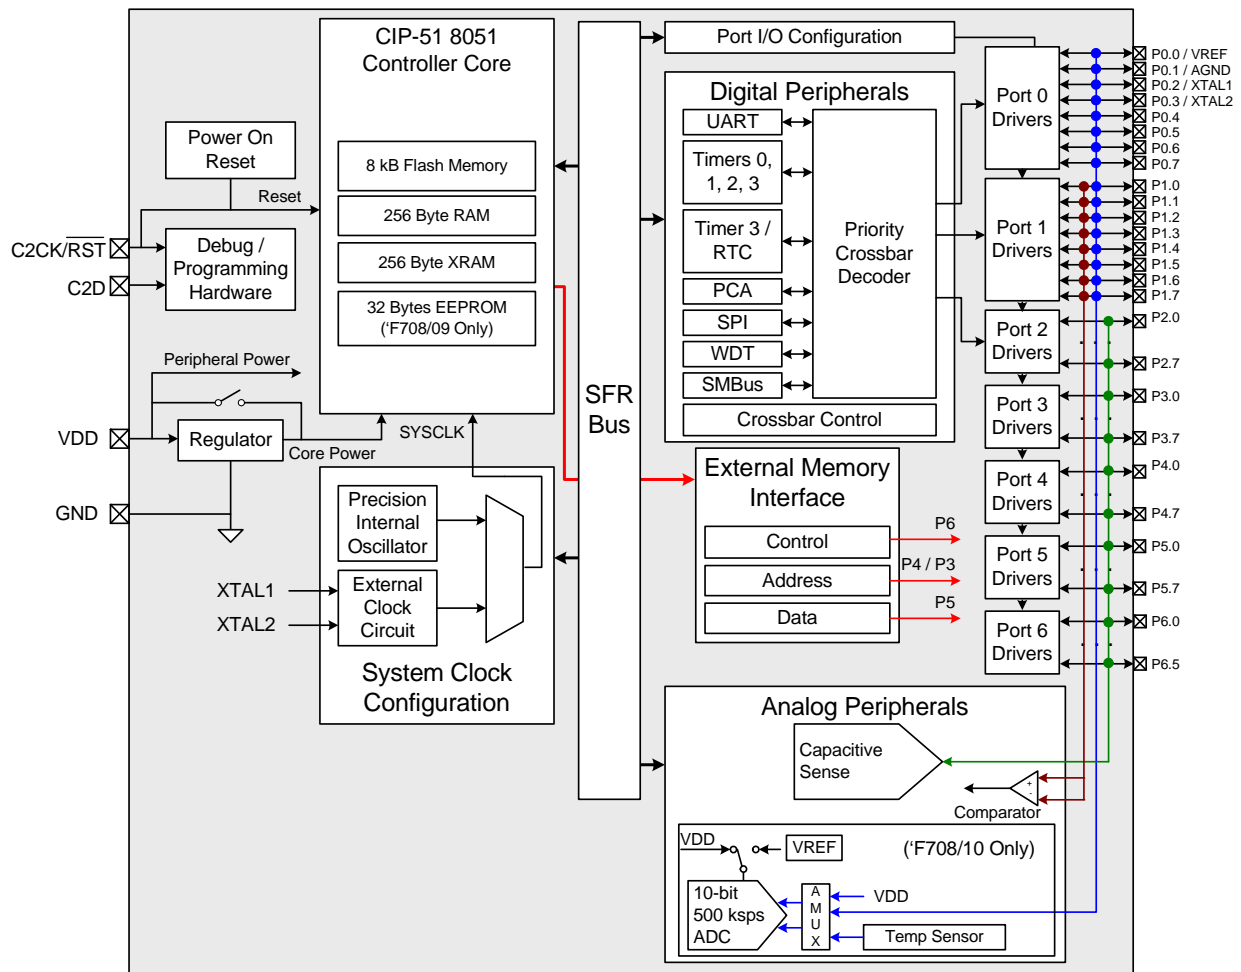 CIP-51 8051
Controller Core
Port I/O Configuration
Power On
Reset
8 kB Flash Memory
Reset
256 Byte RAM
C2CK/RST
Debug /
Programming
Hardware
256 Byte XRAM
C2D
32 Bytes EEPROM
(‘F708/09 Only)
Peripheral Power
VDD
Regulator
Core Power
SYSCLK
GND
Precision
Internal
Oscillator
XTAL1
XTAL2
External
Clock
Circuit
System Clock
Configuration
SFR
Bus
Digital Peripherals
UART
Timers 0,
1, 2, 3
Timer 3 /
RTC
PCA
SPI
WDT
SMBus
Priority
Crossbar
Decoder
Crossbar Control
External Memory
Interface
Control
P6
Address
P4 / P3
Data
P5
Port 0
Drivers
Port 1
Drivers
Port 2
Drivers
Port 3
Drivers
Port 4
Drivers
Port 5
Drivers
Port 6
Drivers
P0.0 / VREF
P0.1 / AGND
P0.2 / XTAL1
P0.3 / XTAL2
P0.4
P0.5
P0.6
P0.7
P1.0
P1.1
P1.2
P1.3
P1.4
P1.5
P1.6
P1.7
P2.0
P2.7
P3.0
P3.7
P4.0
P4.7
P5.0
P5.7
P6.0
P6.5
Analog Peripherals
Capacitive
Sense
+
-
Comparator
VDD
VREF
(‘F708/10 Only)
10-bit
500 ksps
ADC
A
M
U
X
VDD
Temp Sensor